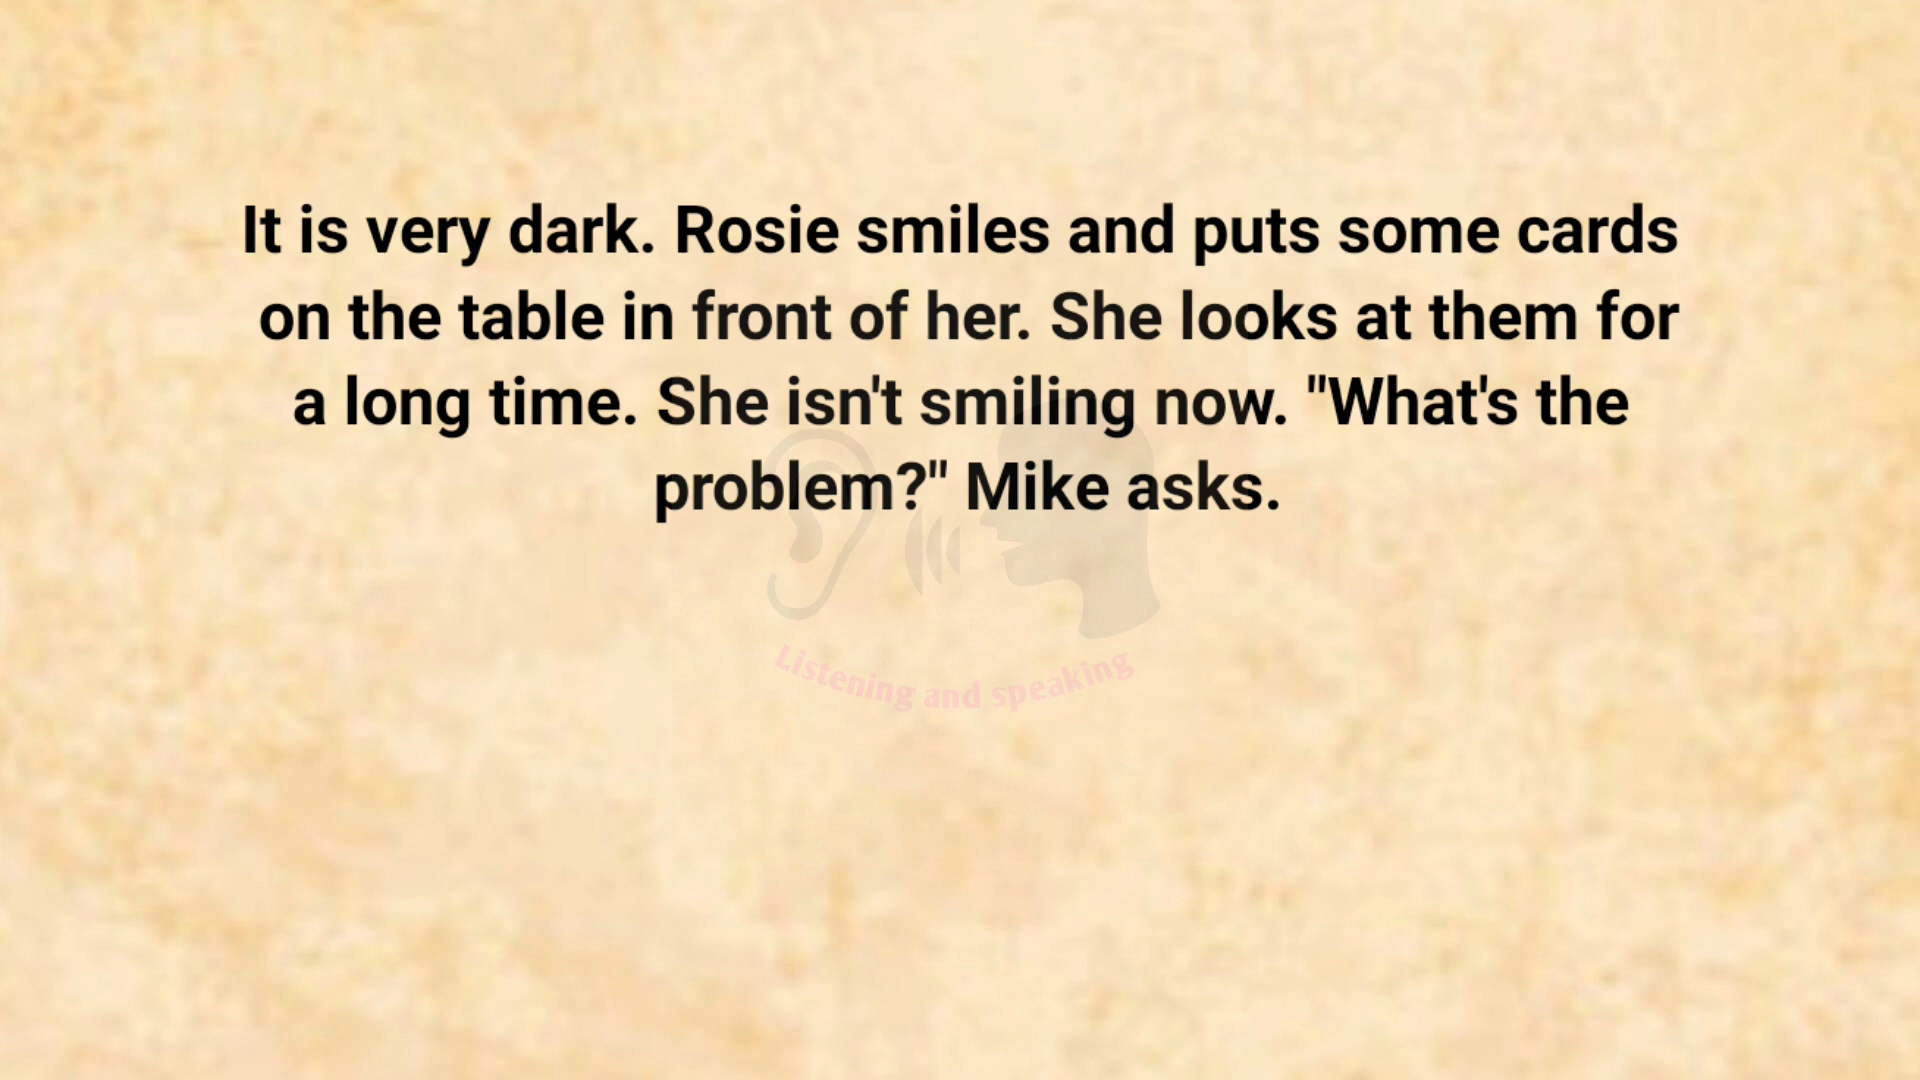 It is very dark. Rosie smiles and puts some cards
on the table in front of her. She looks at them for
a long time. She isn't smiling now. "What's the
problem?" Mike asks.
Listening and speaking